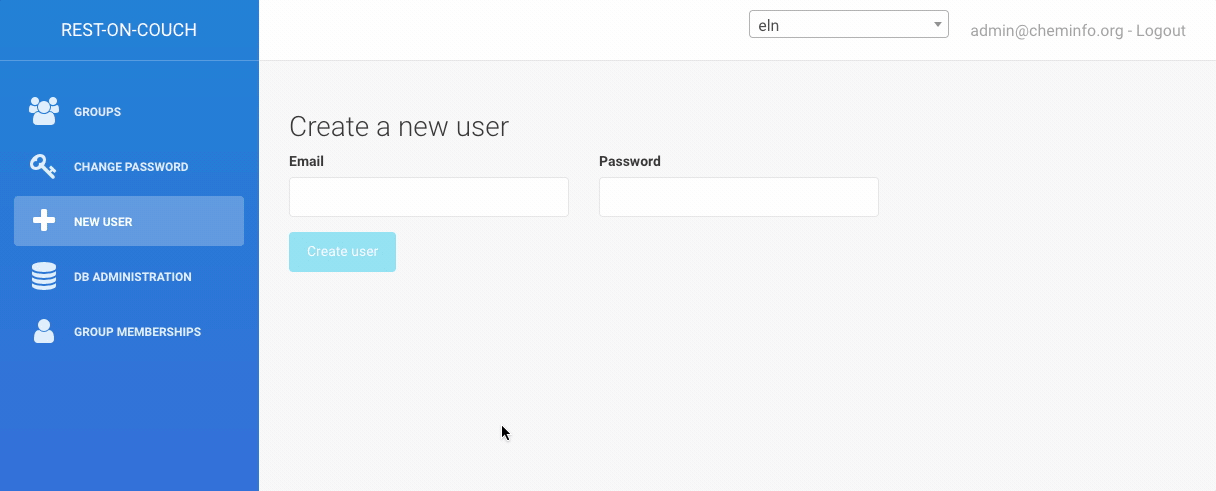 REST-ON-COUCH
eln
admin@cheminfo.org - Logout
GROUPS
CHANGE PASSWORD
NEW USER
DB ADMINISTRATION
GROUP MEMBERSHIPS
Create a new user
Email Password
Create user